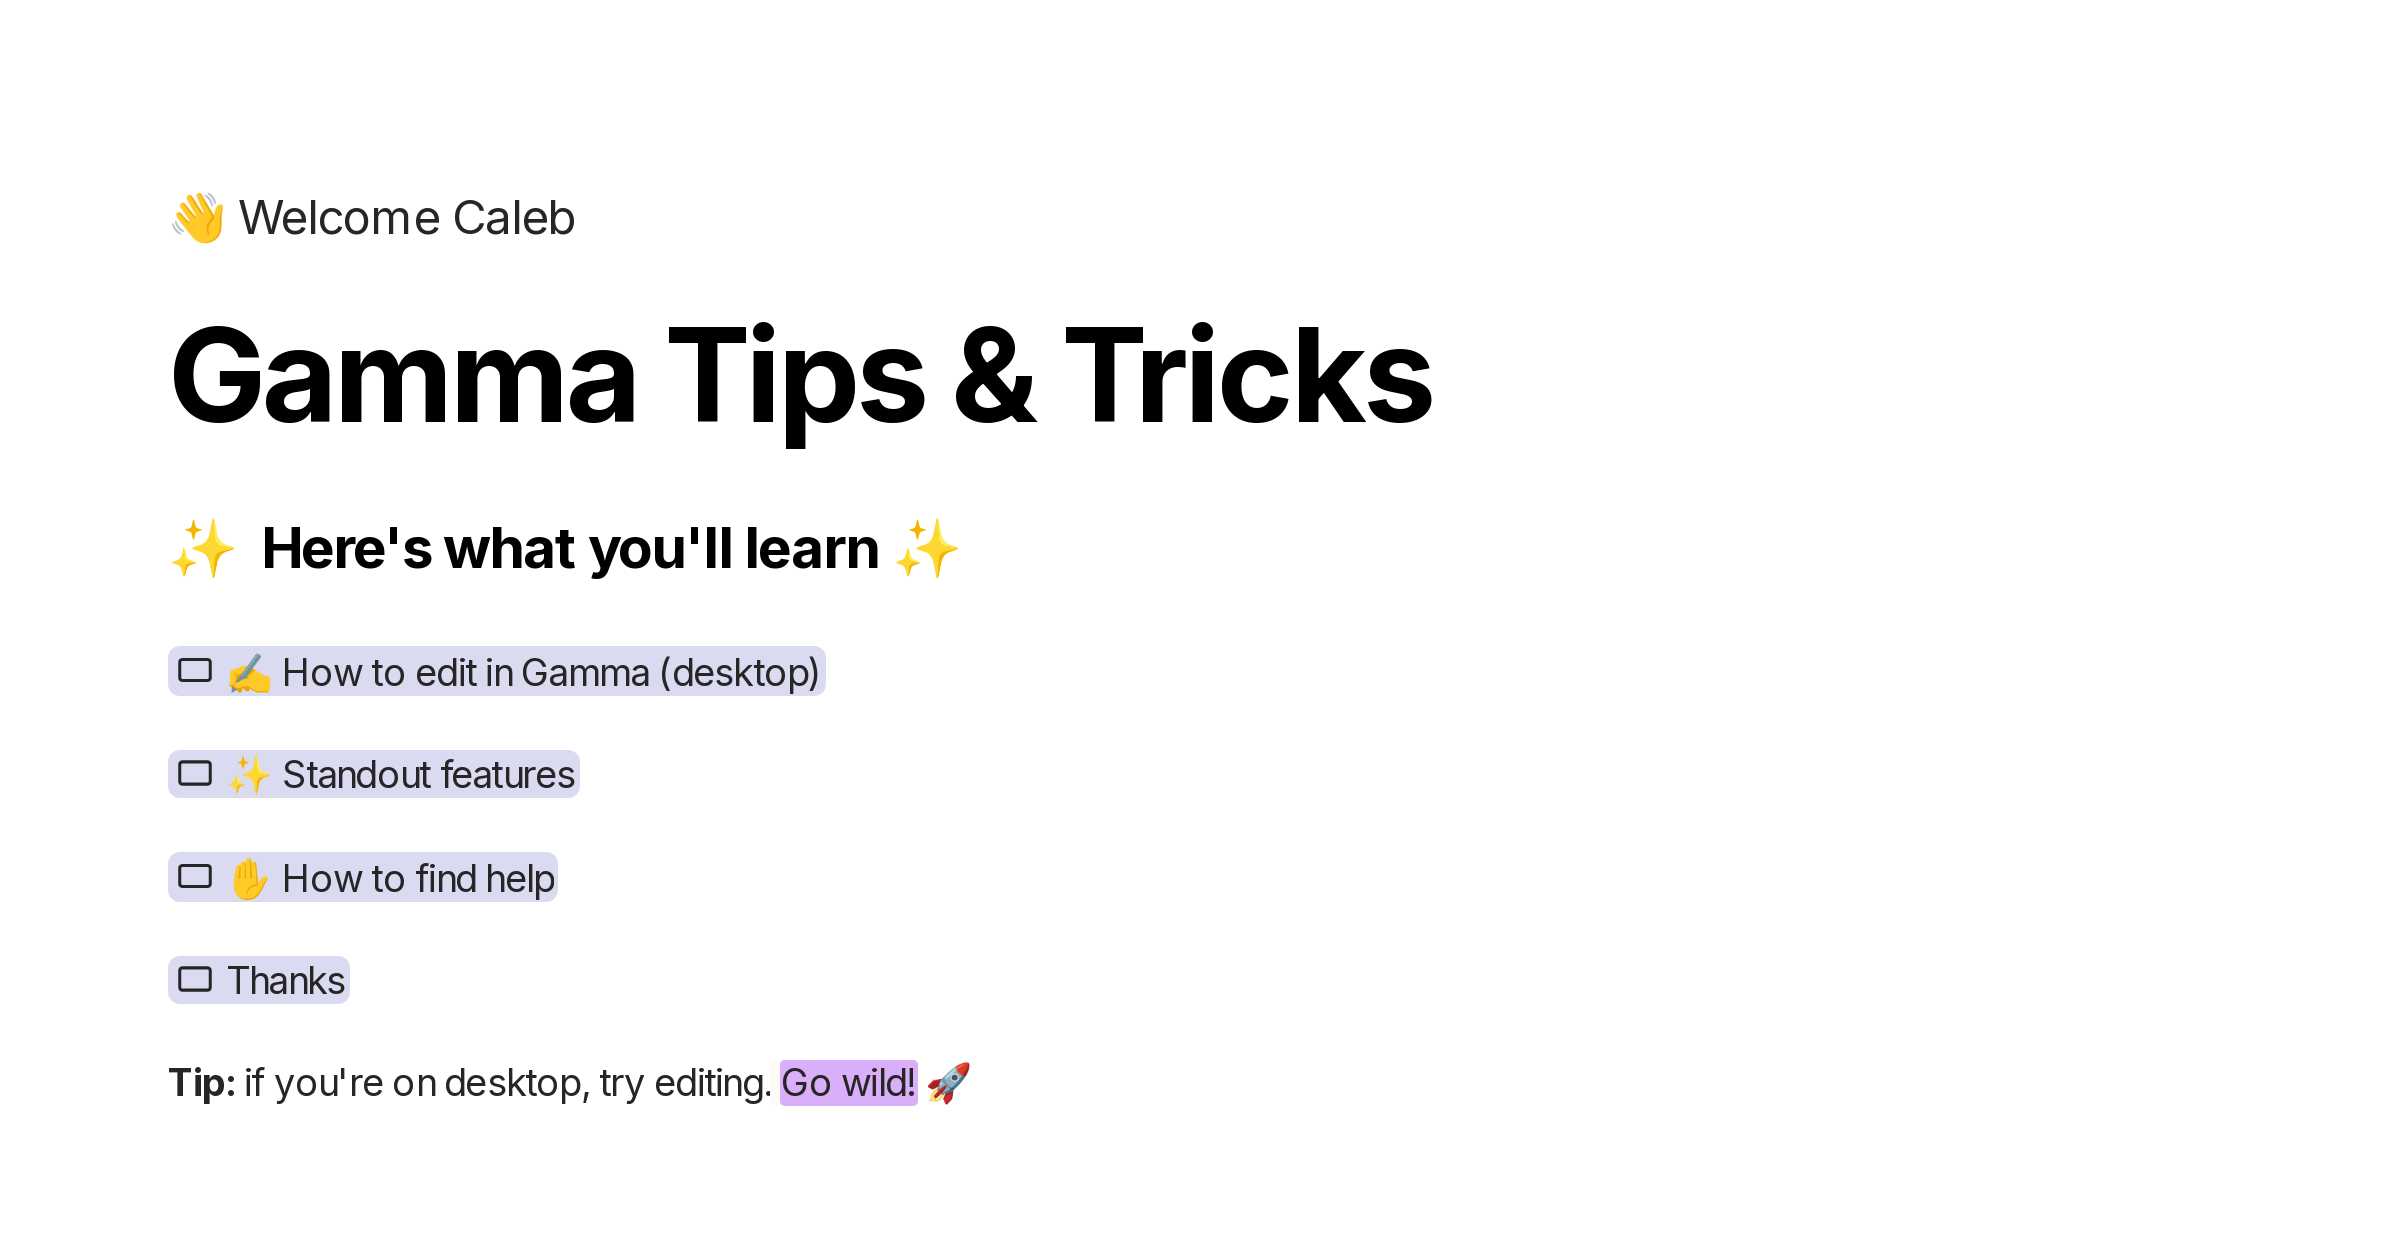 👋 Welcome Caleb
Gamma Tips & Tricks
✨ Here's what you'll learn ✨
✍️ How to edit in Gamma (desktop)
✨ Standout features
✋ How to find help
Thanks
Tip: if you're on desktop, try editing. Go wild! 🚀